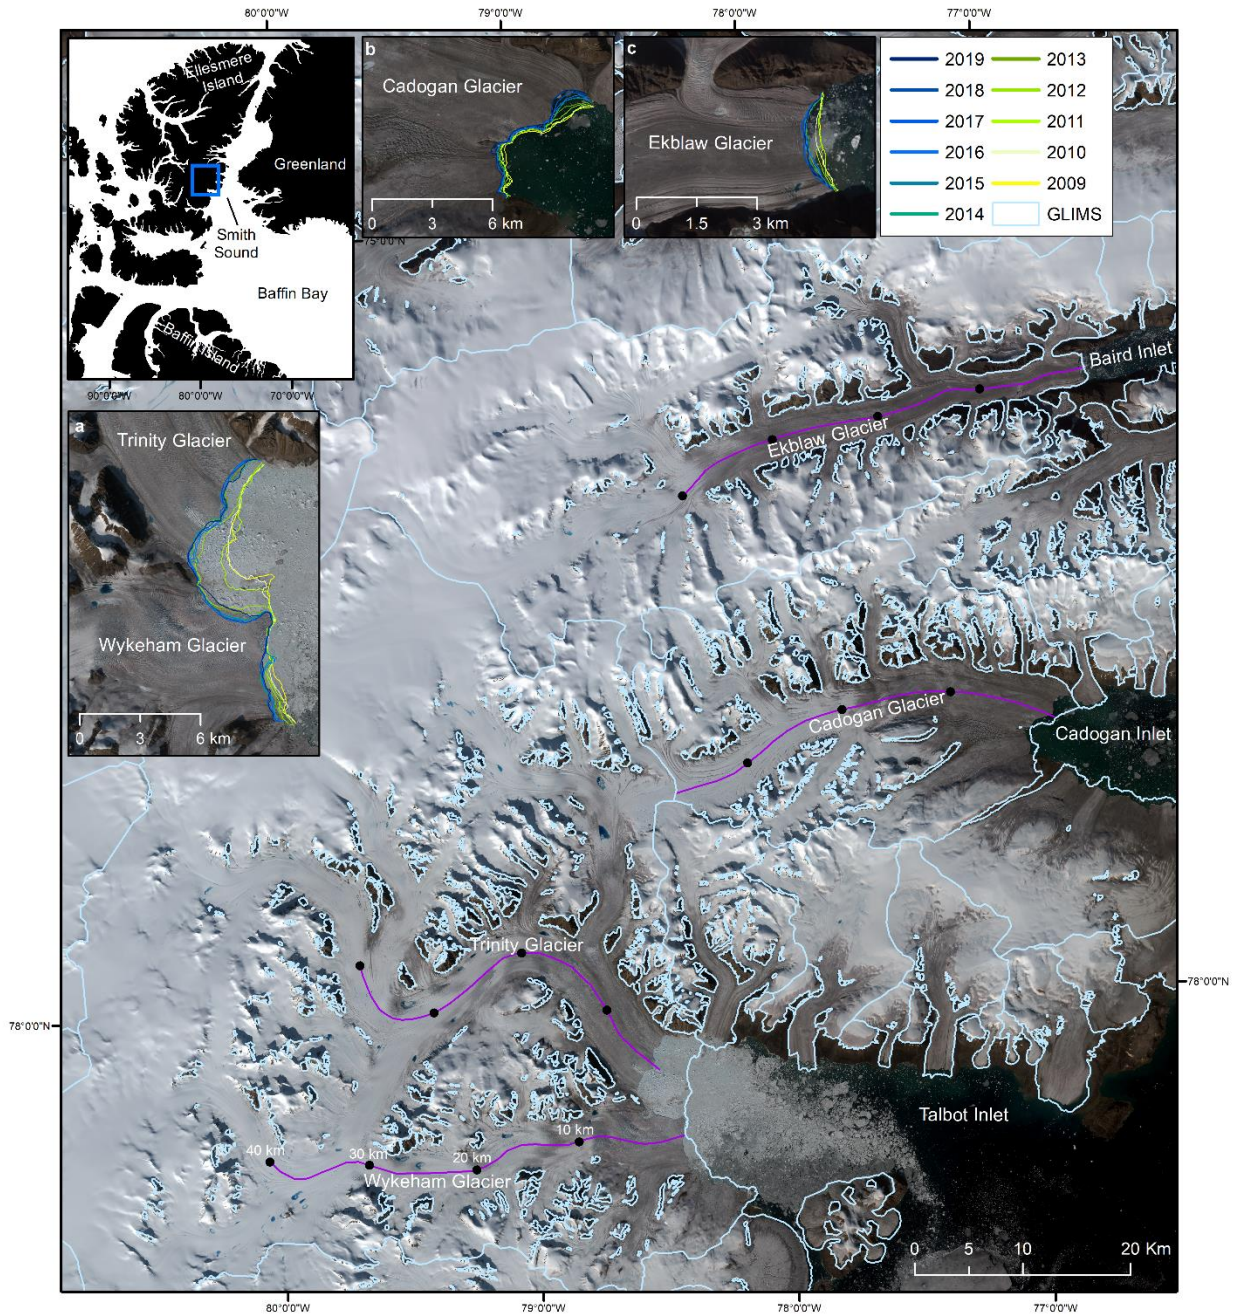 80°0'0"W
79°0'0"W
78°0'0"W
77°0'0"W
Ellesmere
Island
Greenland
Smith
Sound
Baffin Bay
Baffin Island
90°0'0"W
80°0'0"W
70°0'0"W
75°0'0"N
b
Cadogan Glacier
0
3
6 km
c
Ekblaw Glacier
0
1.5
3 km
2019
2018
2017
2016
2015
2014
2013
2012
2011
2010
2009
GLIMS
a
Trinity Glacier
Wykeham Glacier
0
3
6 km
Baird Inlet
Ekblaw Glacier
Cadogan Glacier
Cadogan Inlet
Trinity Glacier
78°0'0"N
78°0'0"N
Talbot Inlet
10 km
20 km
30 km
40 km
Wykeham Glacier
0
5
10
20 Km
80°0'0"W
79°0'0"W
78°0'0"W
78°0'0"W